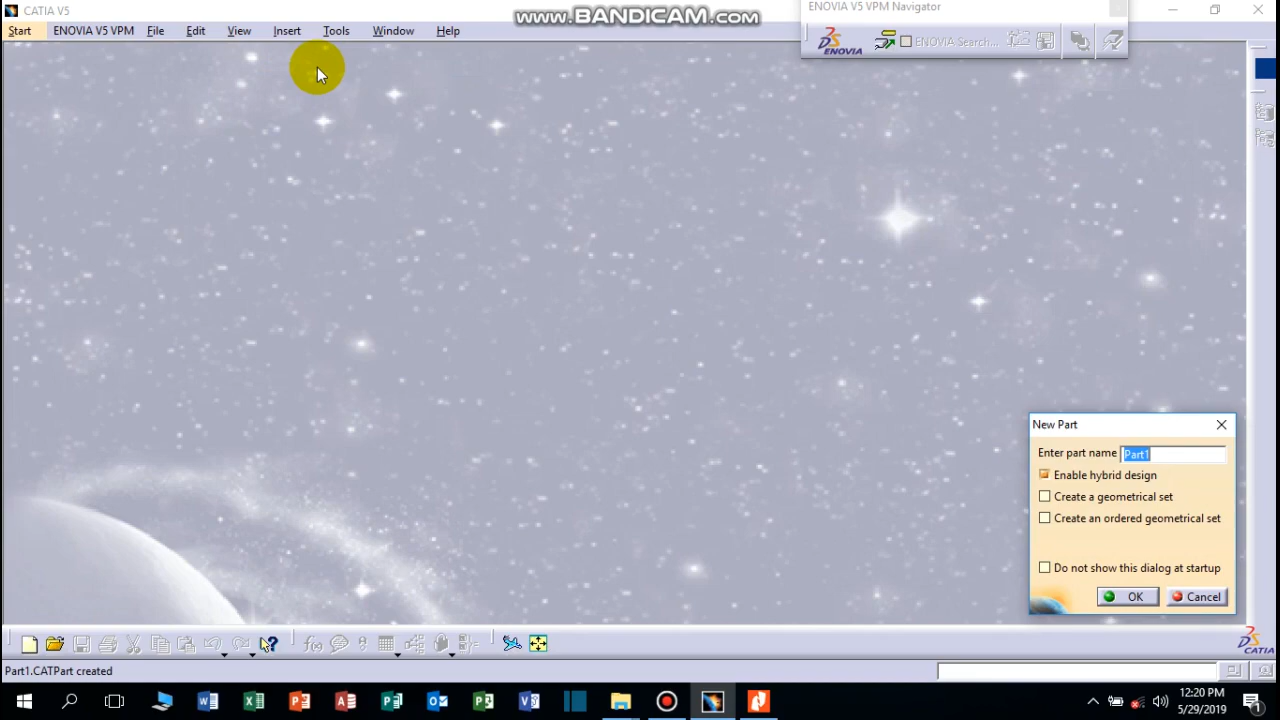 CATIA V5
www.BANDICAM.com
ENOVIA V5 VPM Navigator
Start ENOVIA V5 VPM File Edit View Insert Tools Window Help
ENOVIA
ENOVIA Search...
New Part
Enter part name Part1
Enable hybrid design
Create a geometrical set
Create an ordered geometrical set
Do not show this dialog at startup
OK Cancel
f(x)
CATIA
Part1.CATPart created
12:20 PM
5/29/2019